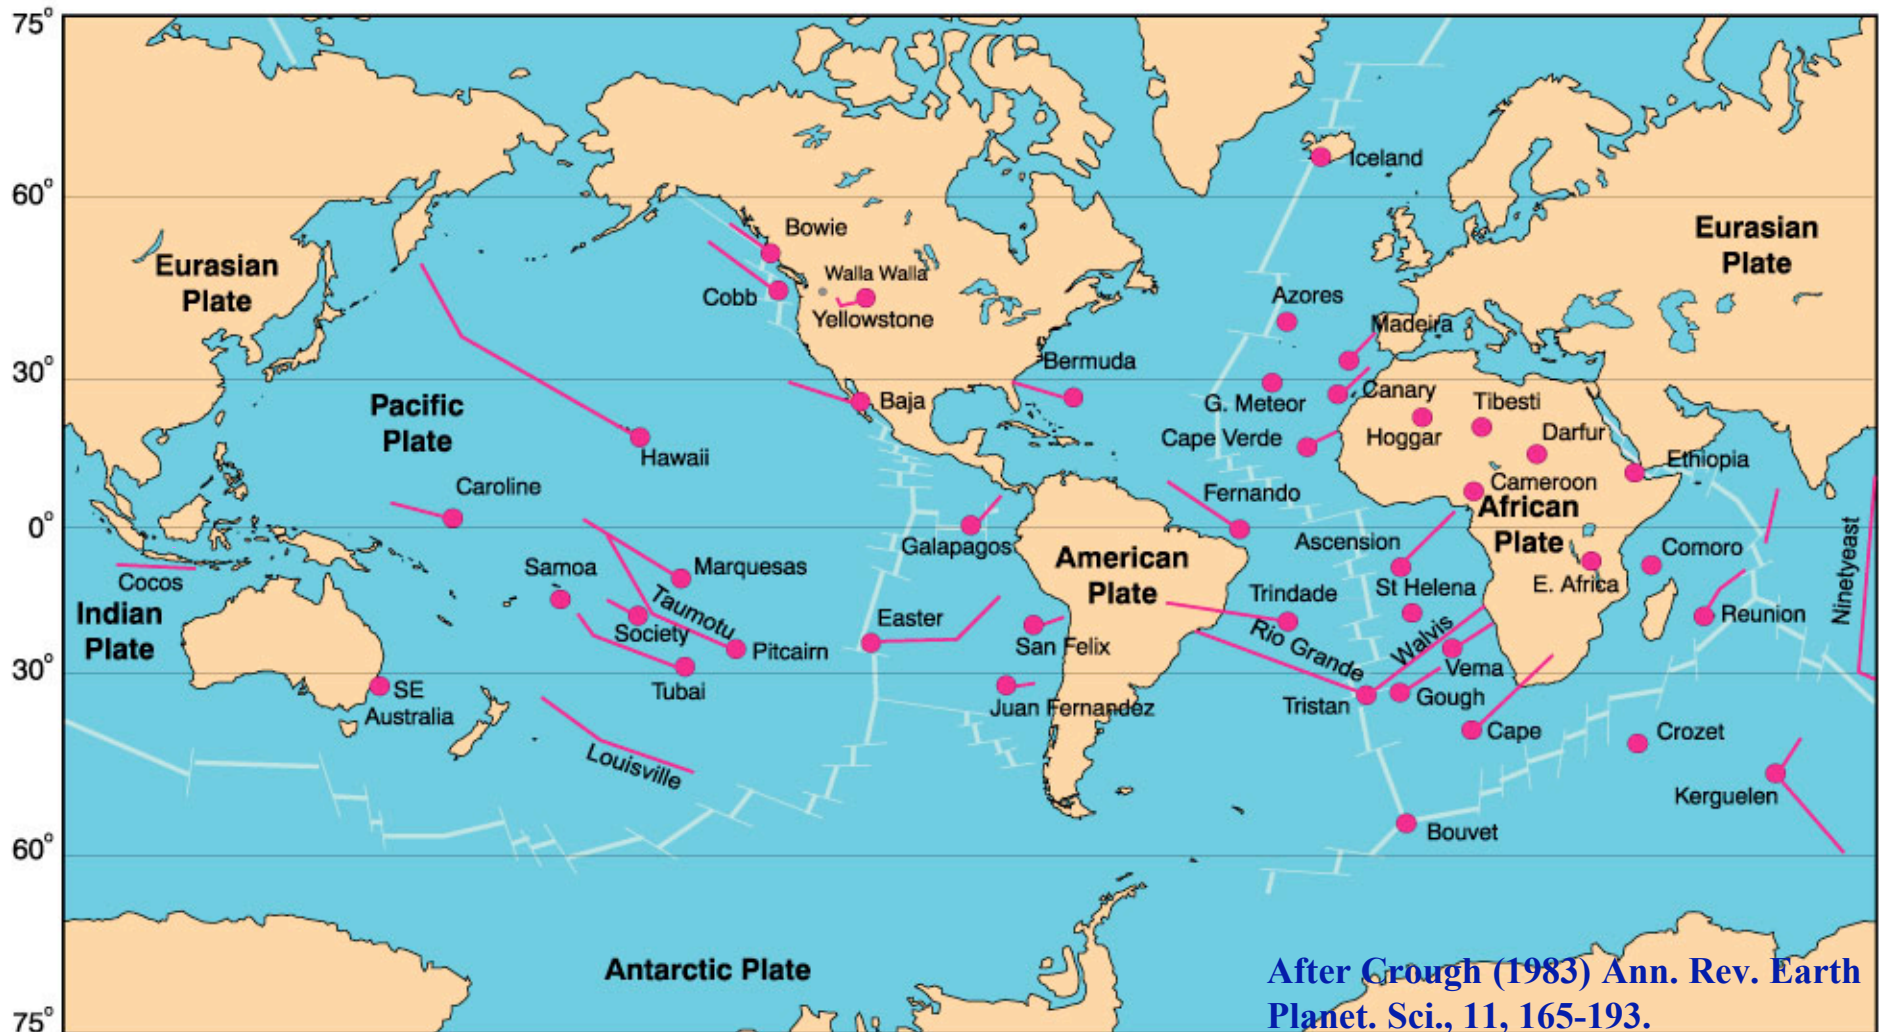 75°
60°
30°
0°
30°
60°
75°
Iceland
Bowie
Eurasian
Plate
Eurasian
Plate
Walla Walla
Cobb
Yellowstone
Azores
Madeira
Bermuda
Pacific
Plate
Baja
G. Meteor
Canary
Tibesti
Hoggar
Darfur
Cape Verde
Hawaii
Ethiopia
Caroline
Fernando
Cameroon
African
Plate
Galapagos
Ascension
Comoro
American
Plate
Samoa
Marquesas
E. Africa
Cocos
St Helena
Ninetyeast
Indian
Plate
Taumotu
Trindade
Reunion
Society
Easter
Rio Grande
Walvis
Pitcairn
San Felix
Vema
SE
Australia
Tubai
Tristan
Gough
Juan Fernandez
Cape
Crozet
Louisville
Kerguelen
Bouvet
Antarctic Plate
After Crough (1983) Ann. Rev. Earth
Planet. Sci., 11, 165-193.